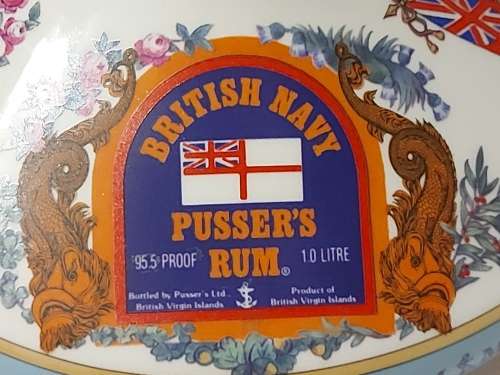 BRITISH NAVY
PUSSER'S
RUM®
95.5° PROOF
1.0 LITRE
Bottled by Pusser's Ltd.
British Virgin Islands
Product of
British Virgin Islands